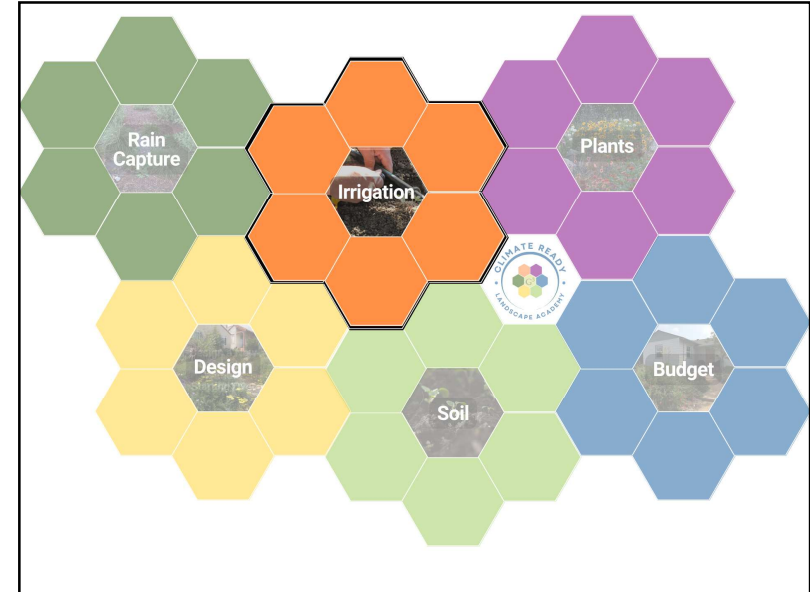 Rain
Capture
Irrigation
Plants
CLIMATE READY
LANDSCAPE ACADEMY
Design
Budget
Soil